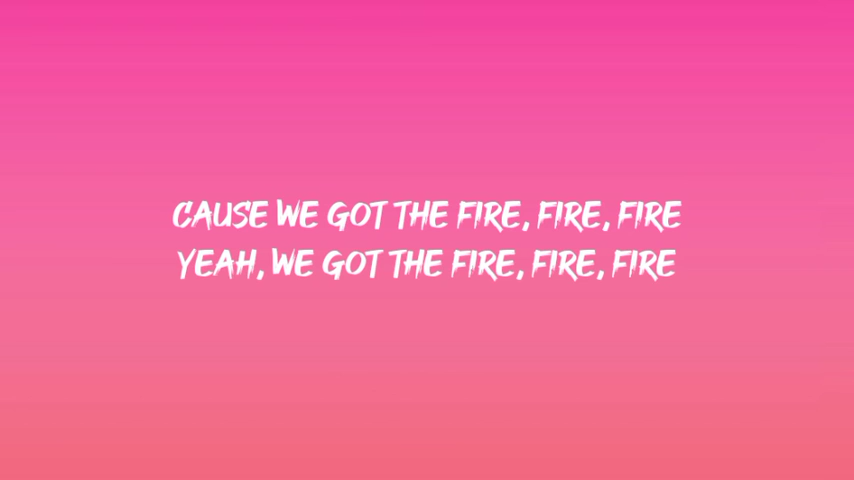 CAUSE WE GOT THE FIRE, FIRE, FIRE
YEAH, WE GOT THE FIRE, FIRE, FIRE